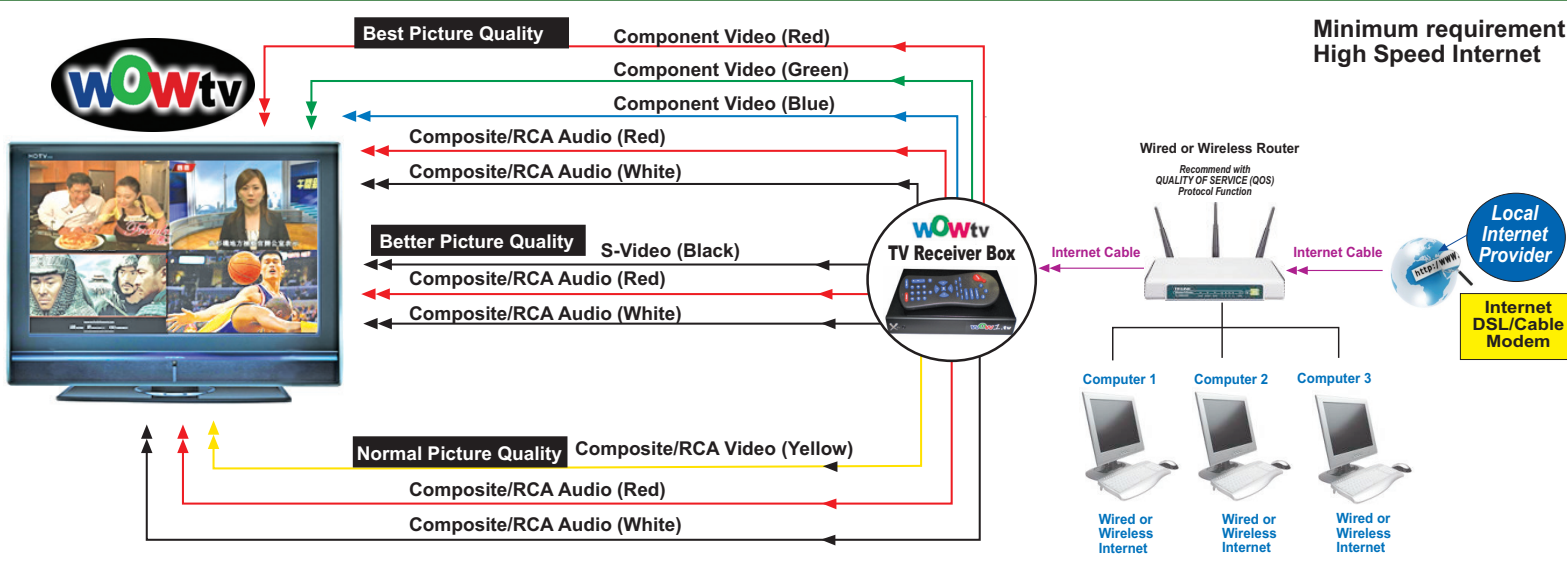 Minimum requirement
High Speed Internet
WOWtv
Best Picture Quality
Component Video (Red)
Component Video (Green)
Component Video (Blue)
Composite/RCA Audio (Red)
Composite/RCA Audio (White)
Better Picture Quality
S-Video (Black)
Composite/RCA Audio (Red)
Composite/RCA Audio (White)
Normal Picture Quality
Composite/RCA Video (Yellow)
Composite/RCA Audio (Red)
Composite/RCA Audio (White)
WOWtv
TV Receiver Box
Internet Cable
Wired or Wireless Router
Recommend with
QUALITY OF SERVICE (QOS)
Protocol Function
Internet Cable
http://WWW.
Local
Internet
Provider
Internet
DSL/Cable
Modem
Computer 1
Computer 2
Computer 3
Wired or
Wireless
Internet
Wired or
Wireless
Internet
Wired or
Wireless
Internet